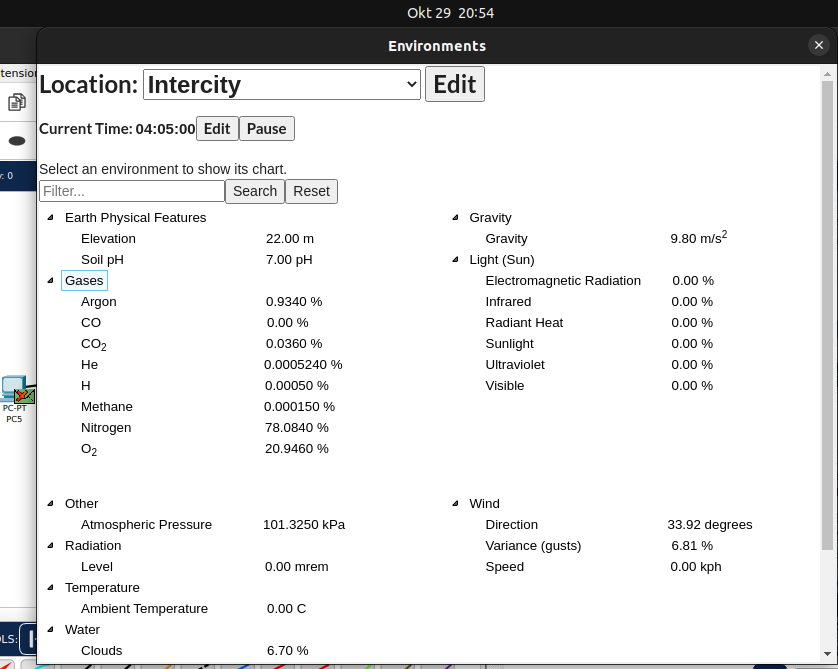 Okt 29 20:54
Environments
tension
Location: Intercity Edit
Current Time: 04:05:00 Edit Pause
Select an environment to show its chart.
: 0
Filter... Search Reset
Earth Physical Features
Elevation 22.00 m
Soil pH 7.00 pH
Gases
Argon 0.9340 %
CO 0.00 %
CO2 0.0360 %
He 0.0005240 %
H 0.00050 %
Methane 0.000150 %
Nitrogen 78.0840 %
O2 20.9460 %
Gravity
Gravity 9.80 m/s2
Light (Sun)
Electromagnetic Radiation 0.00 %
Infrared 0.00 %
Radiant Heat 0.00 %
Sunlight 0.00 %
Ultraviolet 0.00 %
Visible 0.00 %
PC-PT
PC5
Other
Atmospheric Pressure 101.3250 kPa
Radiation
Level 0.00 mrem
Temperature
Ambient Temperature 0.00 C
Water
Clouds 6.70 %
Wind
Direction 33.92 degrees
Variance (gusts) 6.81 %
Speed 0.00 kph
OLS: